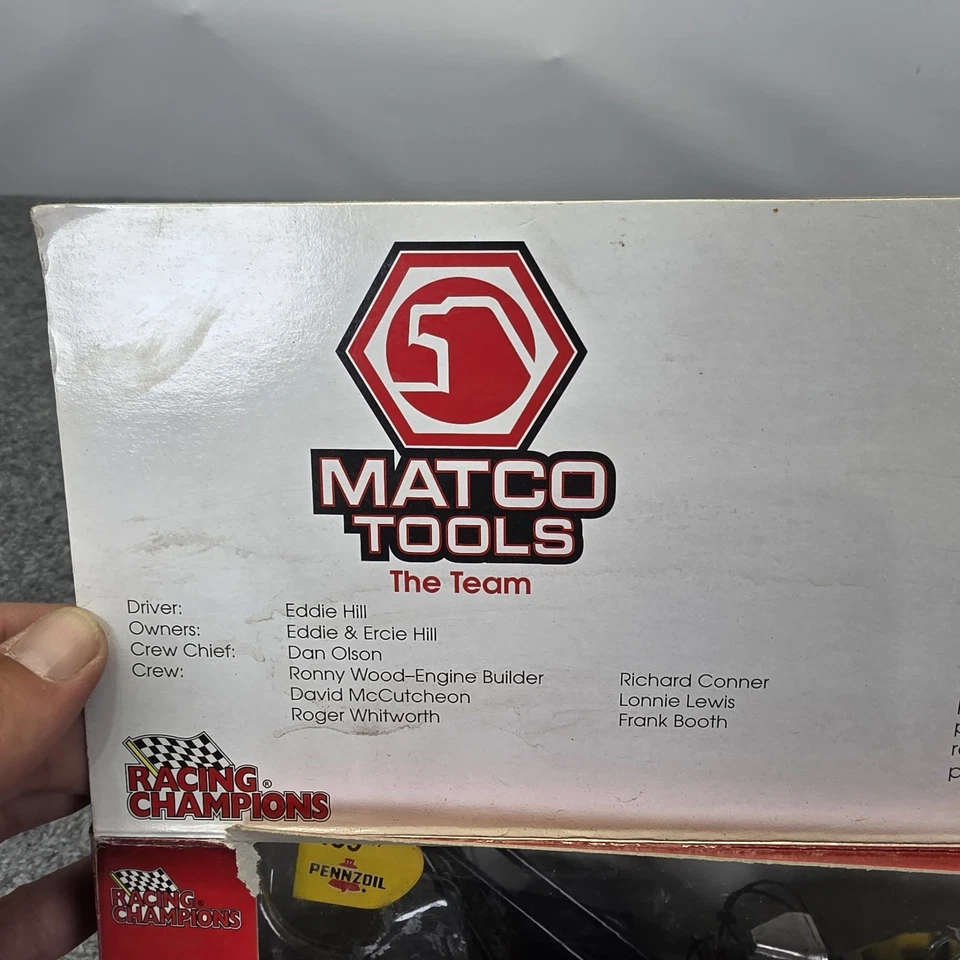 MATCO
TOOLS
The Team
Driver: Eddie Hill
Owners: Eddie & Ercie Hill
Crew Chief: Dan Olson
Crew: Ronny Wood–Engine Builder Richard Conner
David McCutcheon Lonnie Lewis
Roger Whitworth Frank Booth
RACING®
CHAMPIONS
PENNZOIL
RACING®
CHAMPIONS